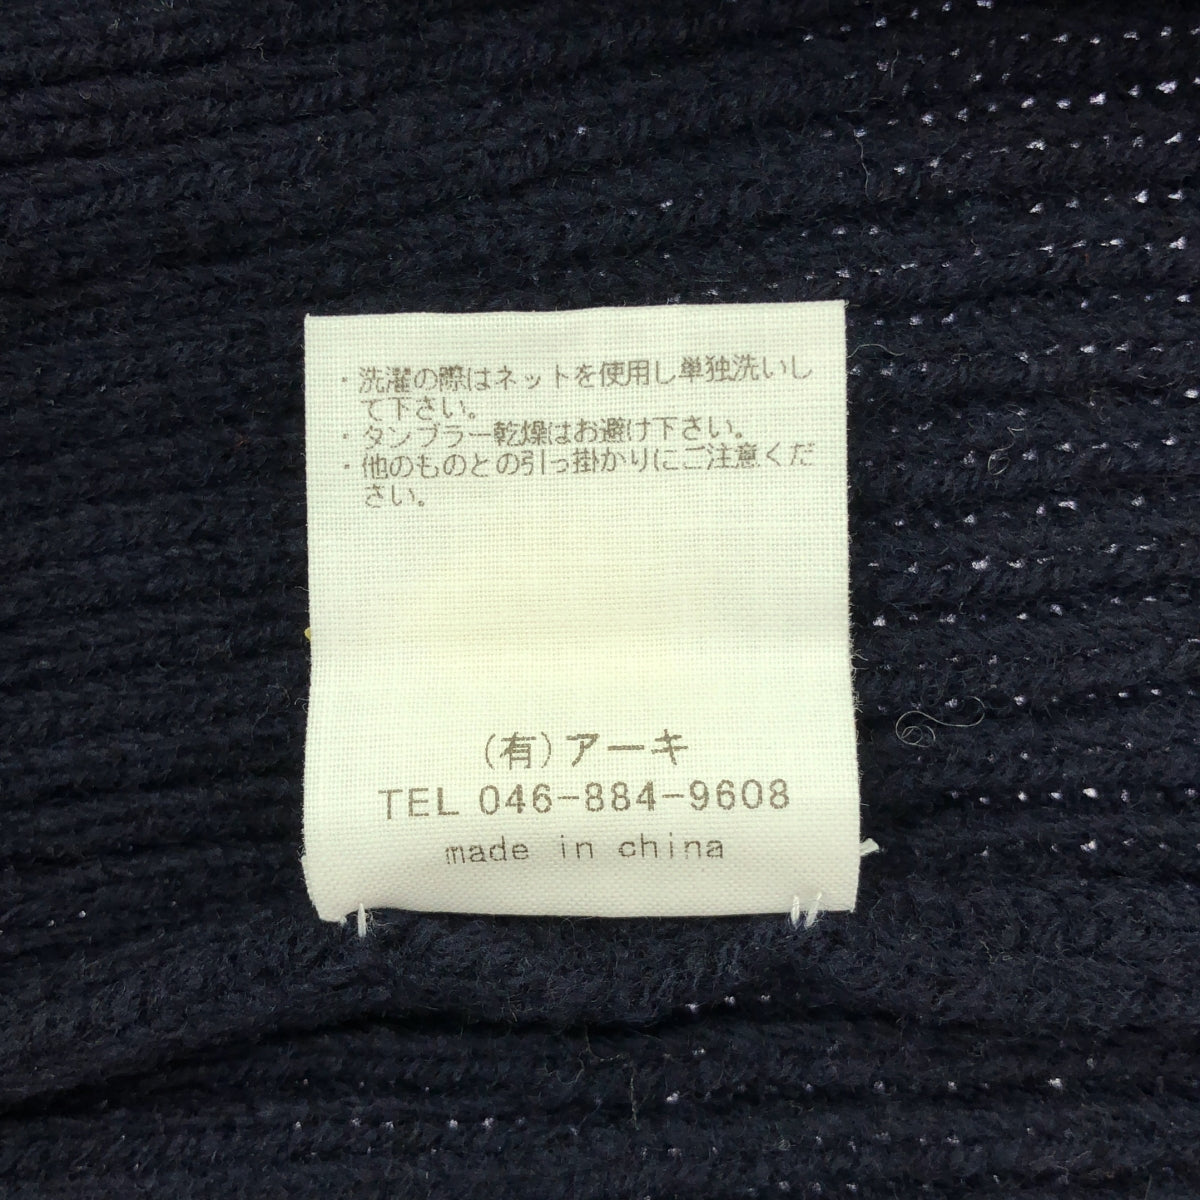 ・洗濯の際はネットを使用し単独洗いし
て下さい。
・タンブラー乾燥はお避け下さい。
・他のものとの引っ掛かりにご注意くだ
さい。
(有)アーキ
TEL 046-884-9608
made in china